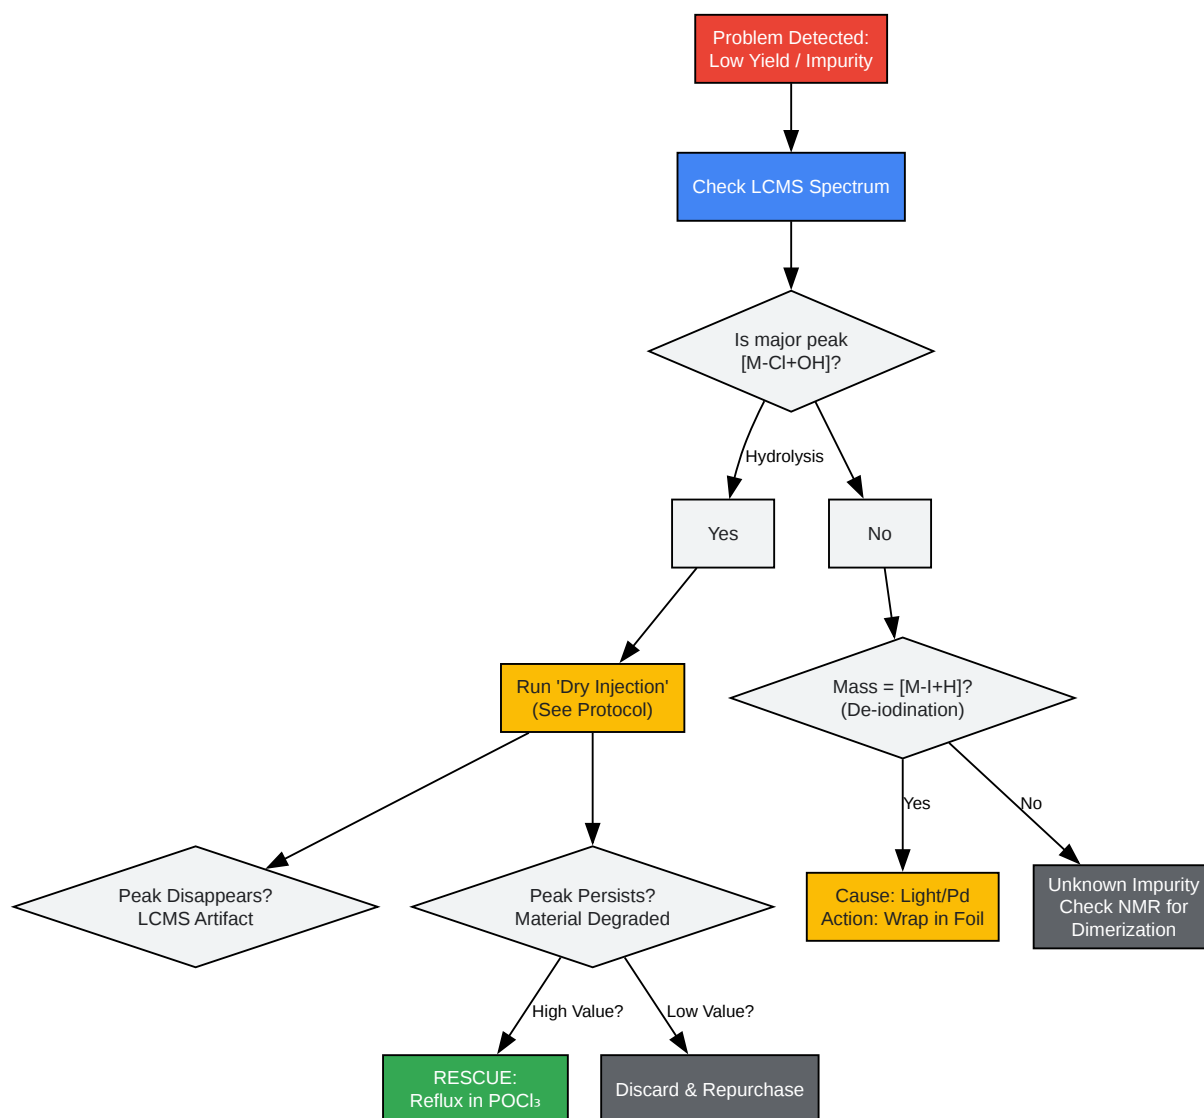 Problem Detected:
Low Yield / Impurity
Check LCMS Spectrum
Is major peak
[M-Cl+OH]?
Hydrolysis
Yes
No
Run 'Dry Injection'
(See Protocol)
Mass = [M-I+H]?
(De-iodination)
Yes
No
Peak Disappears?
LCMS Artifact
Peak Persists?
Material Degraded
Cause: Light/Pd
Action: Wrap in Foil
Unknown Impurity
Check NMR for
Dimerization
High Value?
Low Value?
RESCUE:
Reflux in POCl₃
Discard & Repurchase